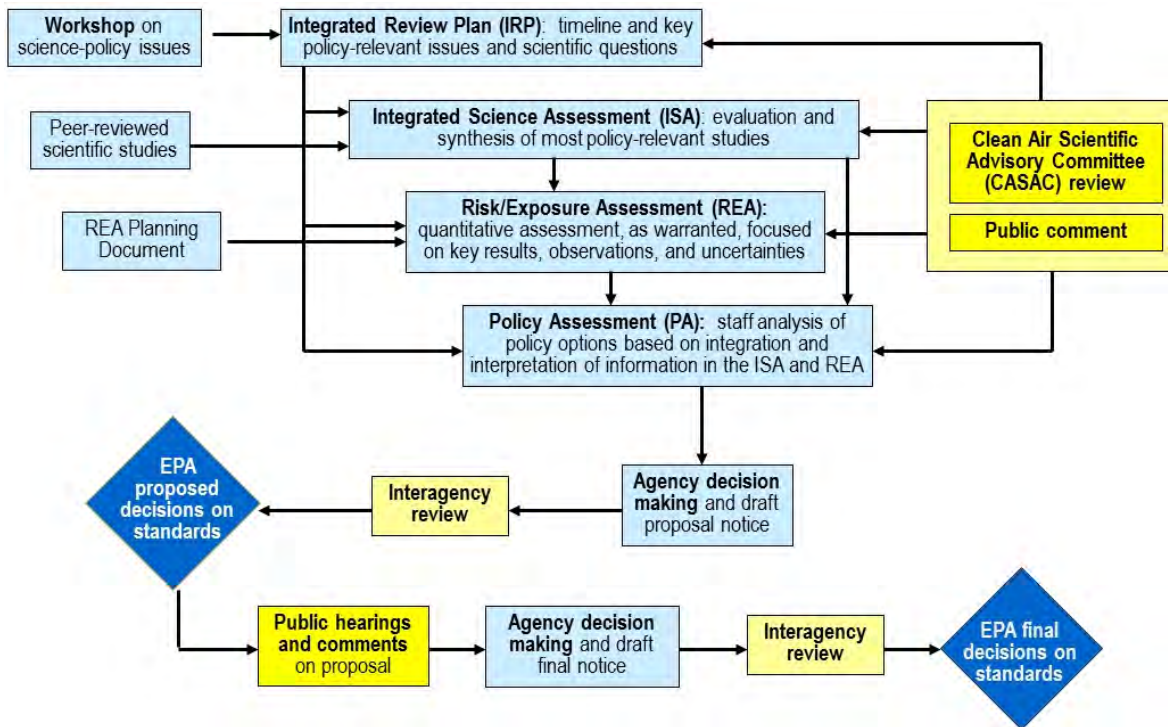 Workshop on
science-policy issues
Integrated Review Plan (IRP): timeline and key
policy-relevant issues and scientific questions
Peer-reviewed
scientific studies
Integrated Science Assessment (ISA): evaluation and
synthesis of most policy-relevant studies
Clean Air Scientific
Advisory Committee
(CASAC) review
Public comment
REA Planning
Document
Risk/Exposure Assessment (REA):
quantitative assessment, as warranted, focused
on key results, observations, and uncertainties
Policy Assessment (PA): staff analysis of
policy options based on integration and
interpretation of information in the ISA and REA
EPA
proposed
decisions on
standards
Interagency
review
Agency decision
making and draft
proposal notice
Public hearings
and comments
on proposal
Agency decision
making and draft
final notice
Interagency
review
EPA final
decisions on
standards